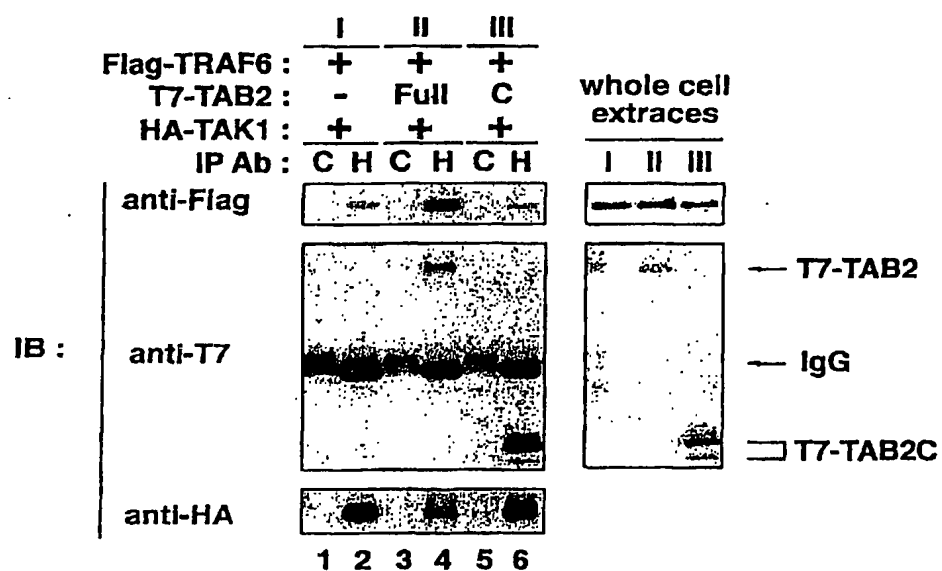 I II III
Flag-TRAF6 : + + +
T7-TAB2 : - Full C
HA-TAK1 : + + +
IP Ab : C H C H C H
whole cell
extraces
I II III
IB :
anti-Flag
anti-T7
anti-HA
T7-TAB2
IgG
T7-TAB2C
1 2 3 4 5 6